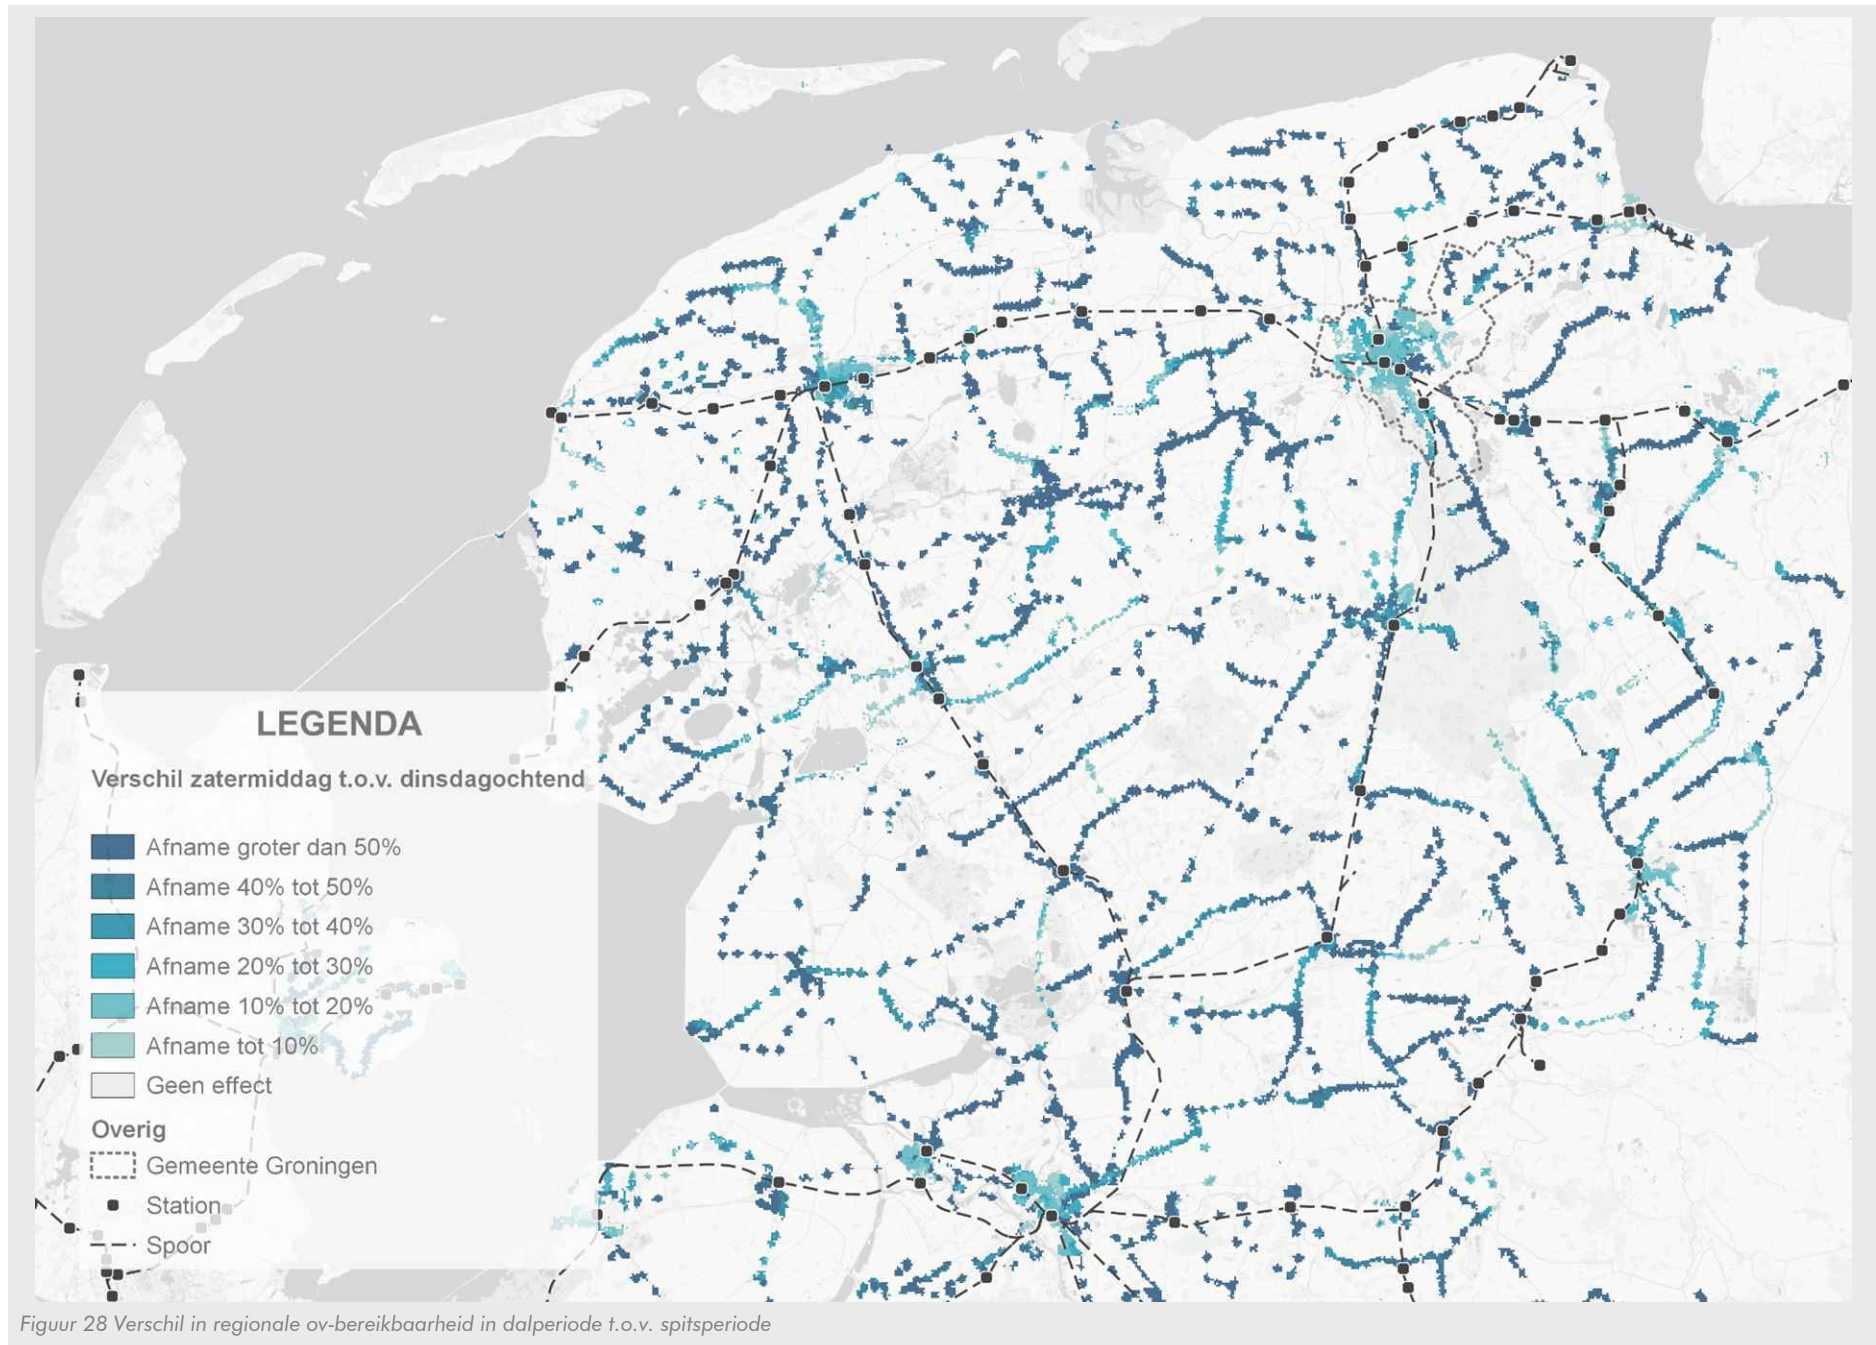 LEGENDA
Verschil zatermiddag t.o.v. dinsdagochtend
Afname groter dan 50%
Afname 40% tot 50%
Afname 30% tot 40%
Afname 20% tot 30%
Afname 10% tot 20%
Afname tot 10%
Geen effect
Overig
Gemeente Groningen
Station
Spoor
Figuur 28 Verschil in regionale ov-bereikbaarheid in dalperiode t.o.v. spitsperiode